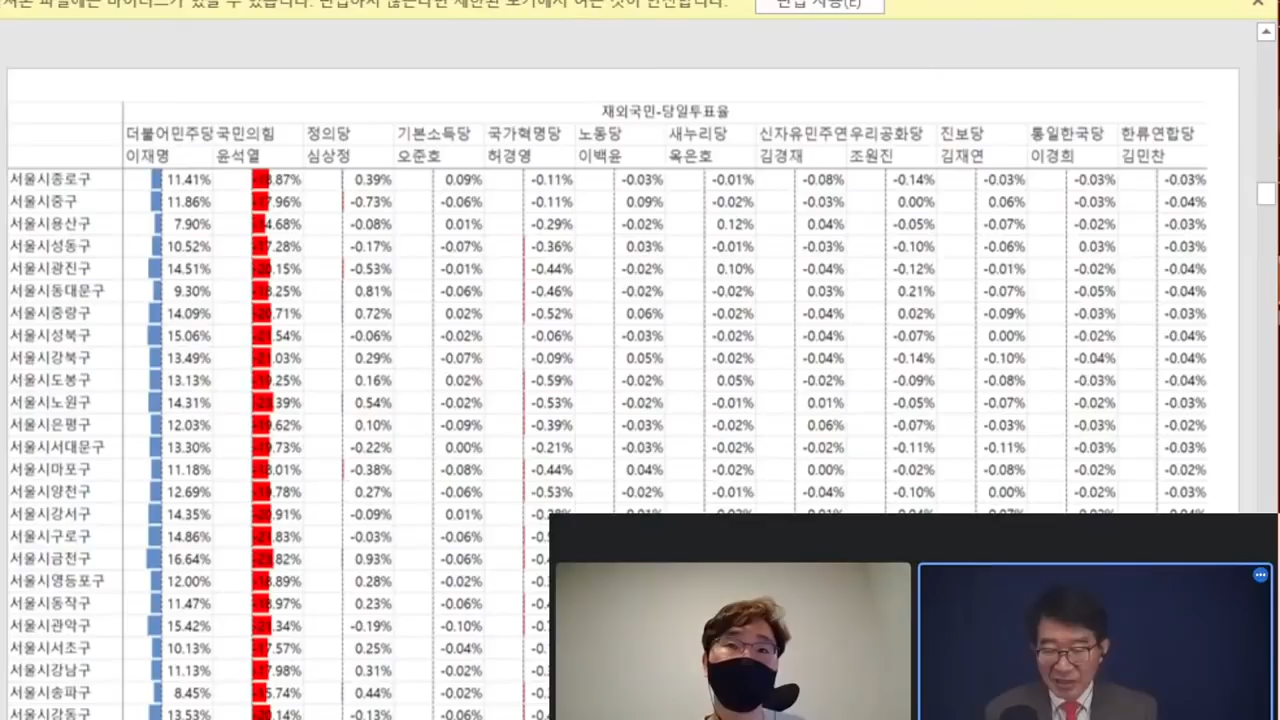 편집 사용(E)
재외국민-당일투표율
더불어민주당 국민의힘 정의당 기본소득당 국가혁명당 노동당 새누리당 신자유민주연 우리공화당 진보당 통일한국당 한류연합당
이재명 윤석열 심상정 오준호 허경영 이백윤 옥은호 김경재 조원진 김재연 이경희 김민찬
서울시종로구 11.41% 0.39% 0.09% -0.11% -0.03% -0.01% -0.08% -0.14% -0.03% -0.03% -0.03%
서울시중구 11.86% -0.73% -0.06% -0.11% 0.09% -0.02% -0.03% 0.00% 0.06% -0.03% -0.04%
서울시용산구 7.90% -0.08% 0.01% -0.29% -0.02% 0.12% 0.04% -0.05% -0.07% -0.02% -0.03%
서울시성동구 10.52% -0.17% -0.07% -0.36% 0.03% -0.01% -0.03% -0.10% -0.06% 0.03% -0.03%
서울시광진구 14.51% -0.53% -0.01% -0.44% -0.02% 0.10% -0.04% -0.12% -0.01% -0.02% -0.04%
서울시동대문구 9.30% 0.81% -0.06% -0.46% -0.02% -0.02% 0.03% 0.21% -0.07% -0.05% -0.04%
서울시중랑구 14.09% 0.72% 0.02% -0.52% 0.06% -0.02% -0.04% 0.02% -0.09% -0.03% -0.03%
서울시성북구 15.06% -0.06% -0.02% -0.06% -0.03% -0.02% -0.04% -0.07% 0.00% -0.02% -0.04%
서울시강북구 13.49% 0.29% -0.07% -0.09% 0.05% -0.02% -0.04% -0.14% -0.10% -0.04% -0.04%
서울시도봉구 13.13% 0.16% 0.02% -0.59% -0.02% 0.05% -0.02% -0.09% -0.08% -0.03% -0.04%
서울시노원구 14.31% 0.54% -0.02% -0.53% -0.02% -0.01% 0.01% -0.05% -0.07% -0.02% -0.03%
서울시은평구 12.03% 0.10% -0.09% -0.39% -0.03% -0.02% 0.06% -0.07% -0.03% -0.03% -0.02%
서울시서대문구 13.30% -0.22% 0.00% -0.21% -0.03% -0.02% -0.02% -0.11% -0.11% -0.03% -0.03%
서울시마포구 11.18% -0.38% -0.08% -0.44% 0.04% -0.02% 0.00% -0.02% -0.08% -0.02% -0.02%
서울시양천구 12.69% 0.27% -0.06% -0.53% -0.02% -0.01% -0.04% -0.10% 0.00% -0.02% -0.03%
서울시강서구 14.35% -0.09% 0.01%
서울시구로구 14.86% -0.03% -0.06%
서울시금천구 16.64% 0.93% -0.06%
서울시영등포구 12.00% 0.28% -0.02%
서울시동작구 11.47% 0.23% -0.06%
서울시관악구 15.42% -0.19% -0.10%
서울시서초구 10.13% 0.25% -0.04%
서울시강남구 11.13% 0.31% -0.02%
서울시송파구 8.45% 0.44% -0.02%
서울시강동구 13.53% -0.13% -0.06%